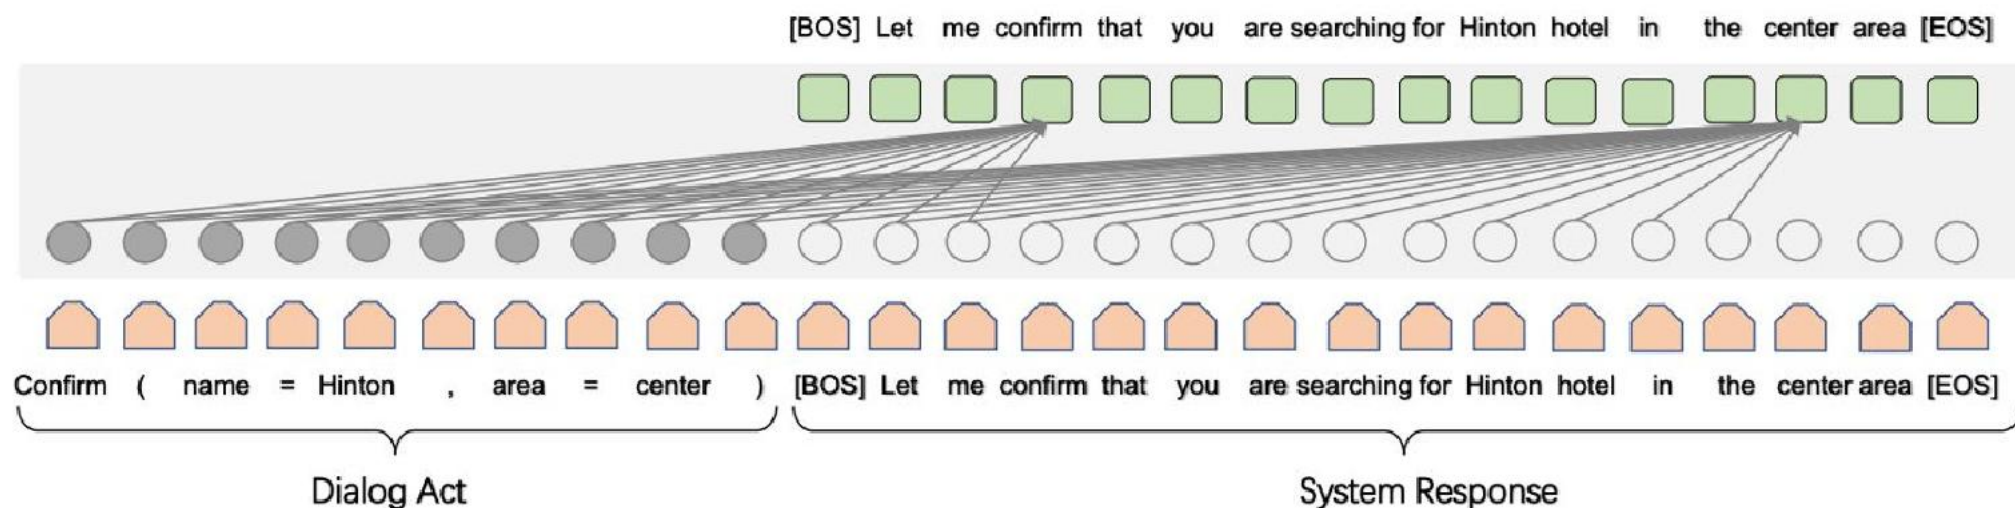 [BOS] Let me confirm that you are searching for Hinton hotel in the center area [EOS]
Confirm ( name = Hinton , area = center ) [BOS] Let me confirm that you are searching for Hinton hotel in the center area [EOS]
Dialog Act System Response